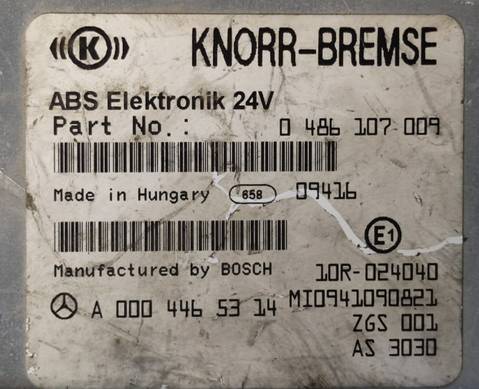 K KNORR-BREMSE
ABS Elektronik 24V
Part No.: 0 486 107 009
Made in Hungary 658 09416
E1
Manufactured by BOSCH 10R-024040
A 000 446 53 14 MI0941090821
ZGS 001
AS 3030